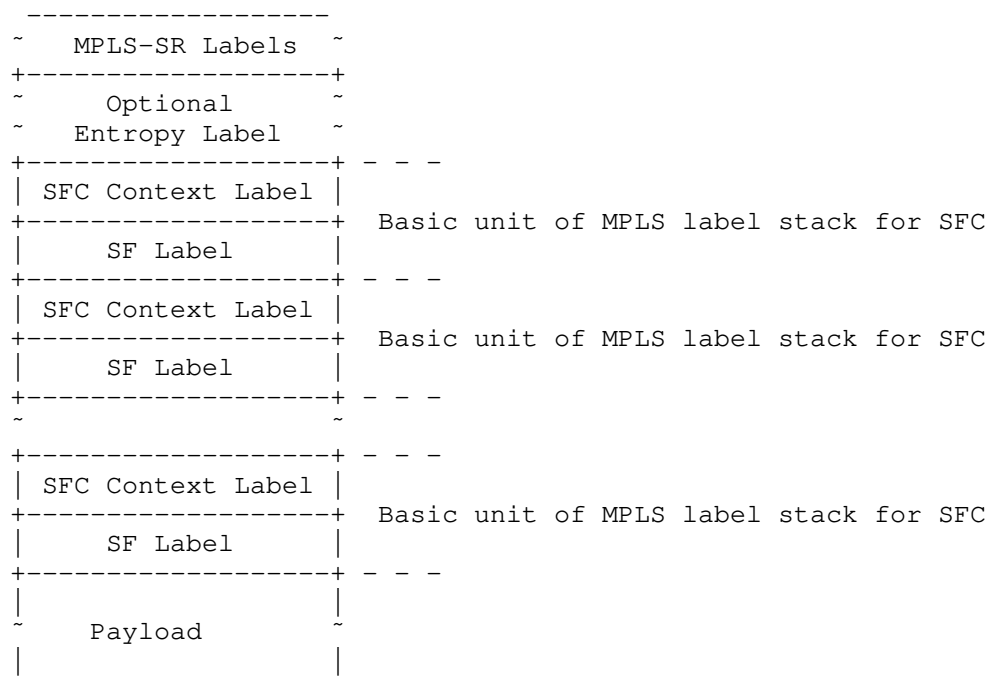 MPLS-SR Labels
Optional
Entropy Label
SFC Context Label
Basic unit of MPLS label stack for SFC
SF Label
SFC Context Label
Basic unit of MPLS label stack for SFC
SF Label
SFC Context Label
Basic unit of MPLS label stack for SFC
SF Label
Payload